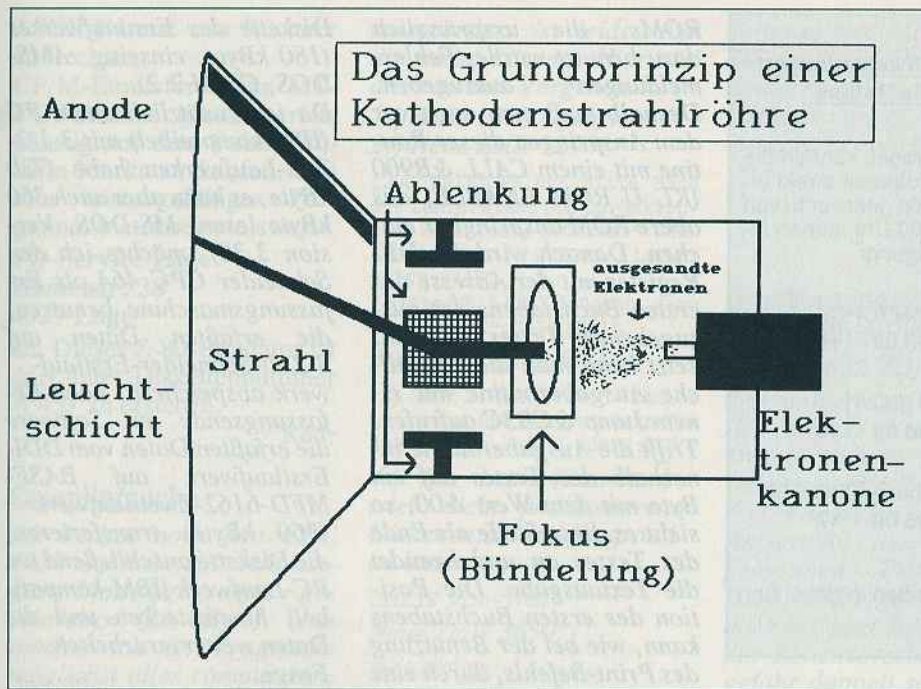 Das Grundprinzip einer
Kathodenstrahlröhre
Anode
Ablenkung
ausgesandte
Elektronen
Strahl
Leucht-
schicht
Elek-
tronen-
kanone
Fokus
(Bündelung)